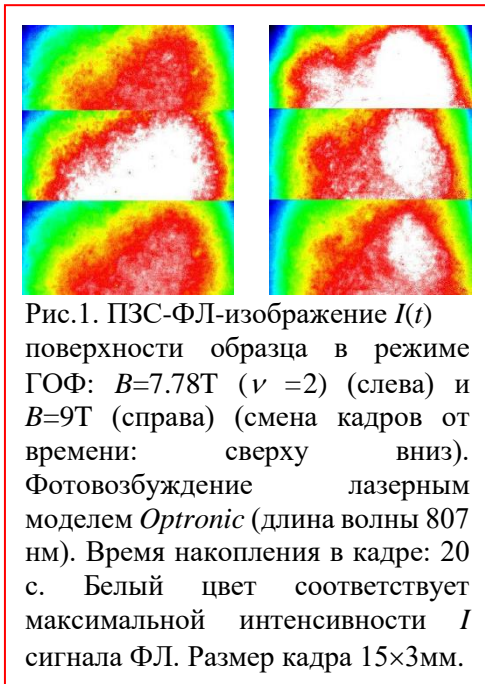 Рис.1. ПЗС-ФЛ-изображение I(t)
поверхности образца в режиме
ГОФ: B=7.78T (ν =2) (слева) и
B=9T (справа) (смена кадров от
времени: сверху вниз).
Фотовозбуждение лазерным
моделем Optronic (длина волны 807
нм). Время накопления в кадре: 20
с. Белый цвет соответствует
максимальной интенсивности I
сигнала ФЛ. Размер кадра 15×3мм.